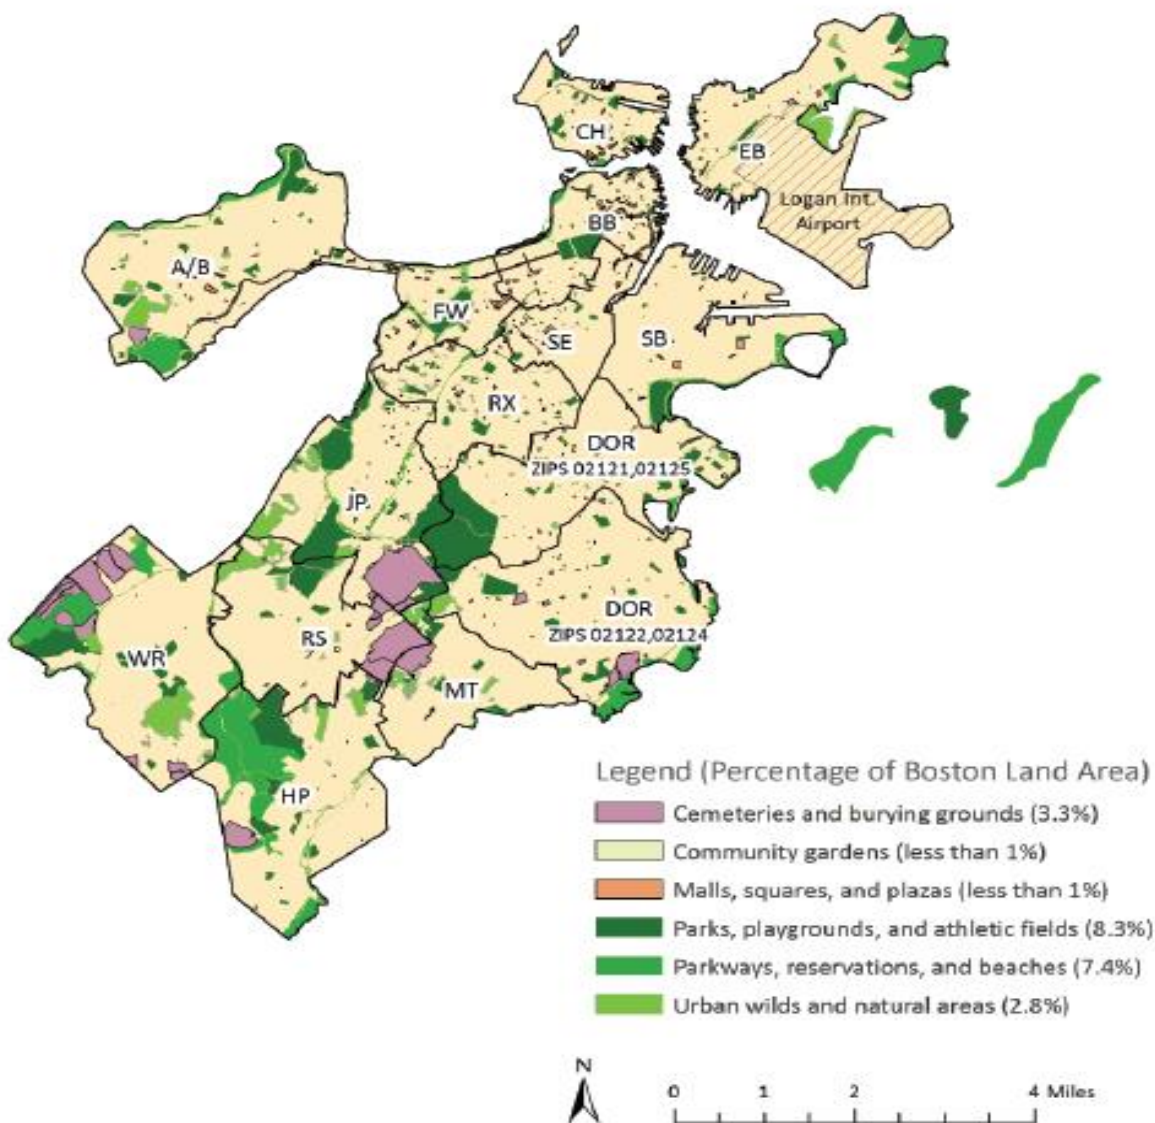 CH
EB
Logan Int.
Airport
BB
A/B
FW
SE
SB
RX
DOR
ZIPS 02121,02125
JP
DOR
ZIPS 02122,02124
RS
WR
MT
HP
Legend (Percentage of Boston Land Area)
Cemeteries and burying grounds (3.3%)
Community gardens (less than 1%)
Malls, squares, and plazas (less than 1%)
Parks, playgrounds, and athletic fields (8.3%)
Parkways, reservations, and beaches (7.4%)
Urban wilds and natural areas (2.8%)
N
0 1 2 4 Miles